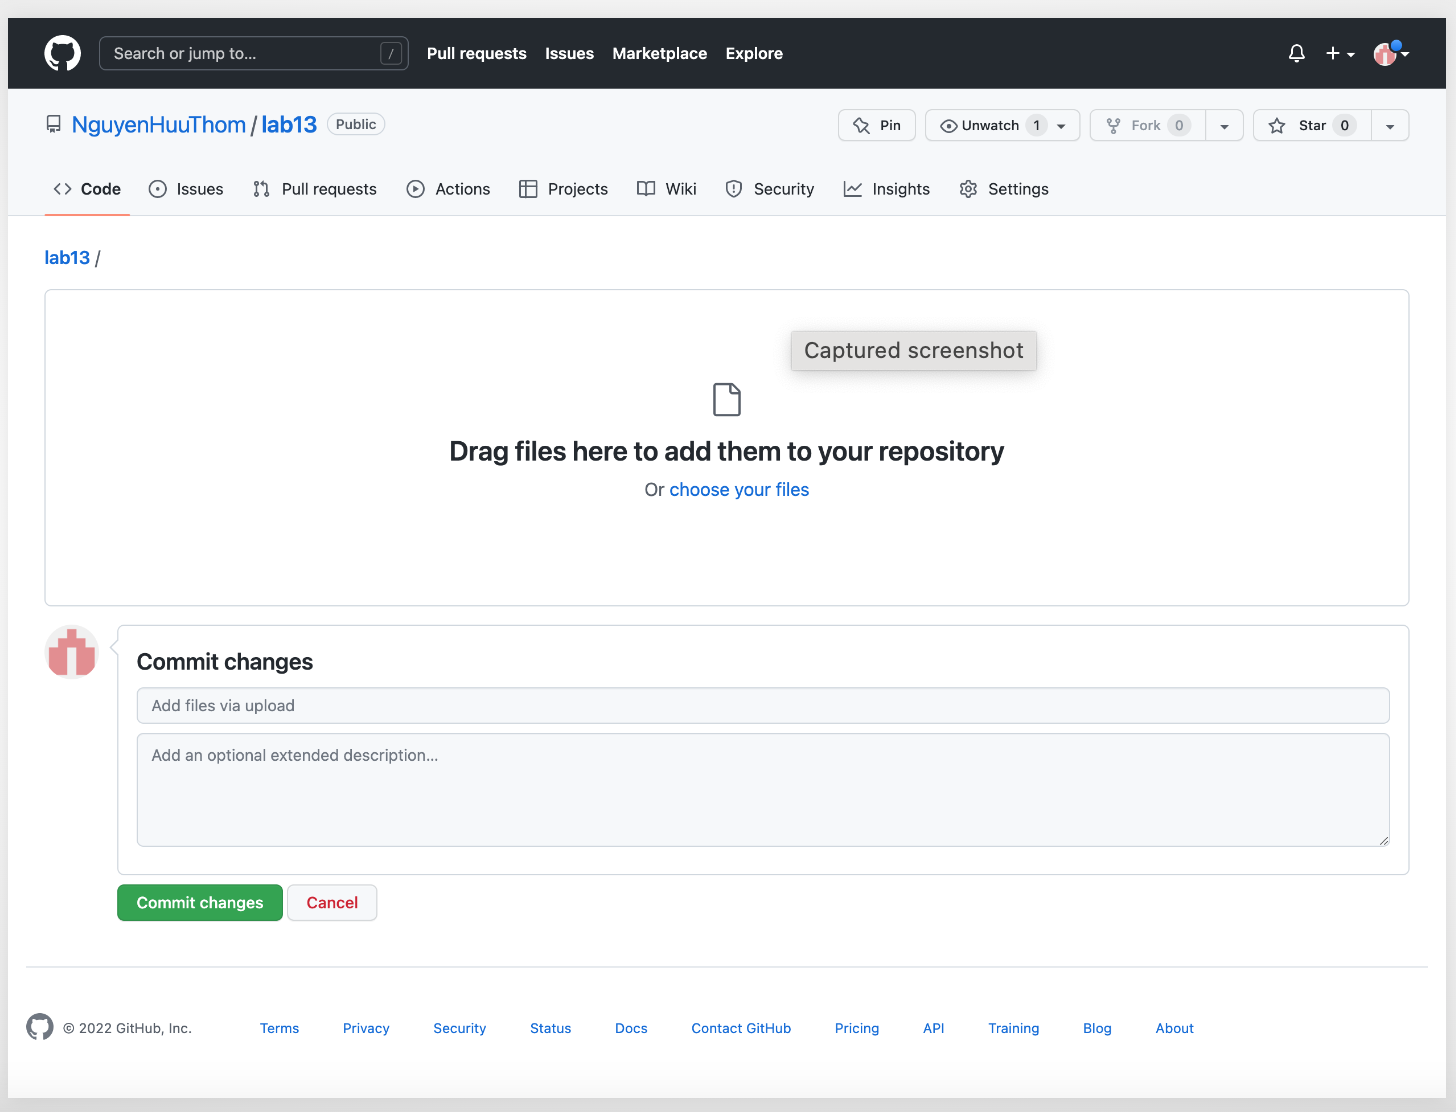 Search or jump to... /
Pull requests Issues Marketplace Explore
NguyenHuuThom / lab13 Public
Pin Unwatch 1 Fork 0 Star 0
Code Issues Pull requests Actions Projects Wiki Security Insights Settings
lab13 /
Captured screenshot
Drag files here to add them to your repository
Or choose your files
Commit changes
Add files via upload
Add an optional extended description...
Commit changes Cancel
© 2022 GitHub, Inc. Terms Privacy Security Status Docs Contact GitHub Pricing API Training Blog About